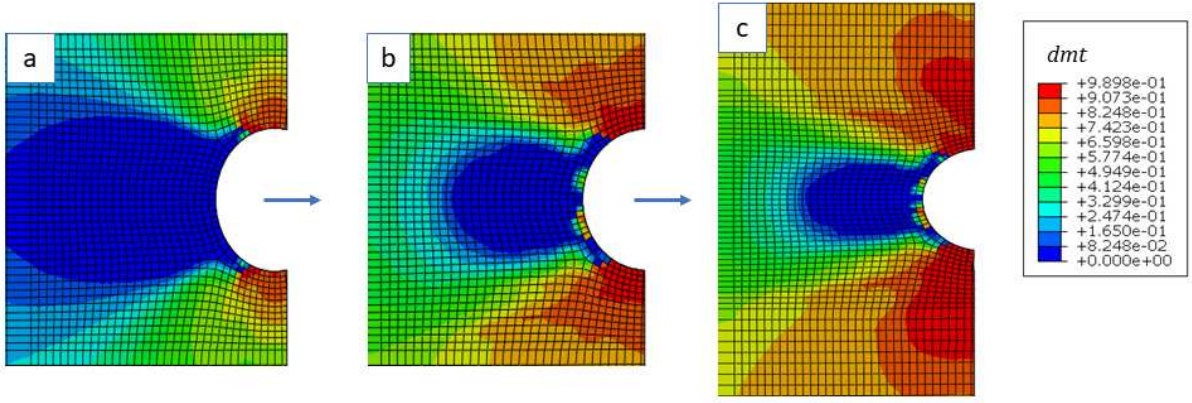 a
b
c
dmt
+9.898e-01
+9.073e-01
+8.248e-01
+7.423e-01
+6.598e-01
+5.774e-01
+4.949e-01
+4.124e-01
+3.299e-01
+2.474e-01
+1.650e-01
+8.248e-02
+0.000e+00